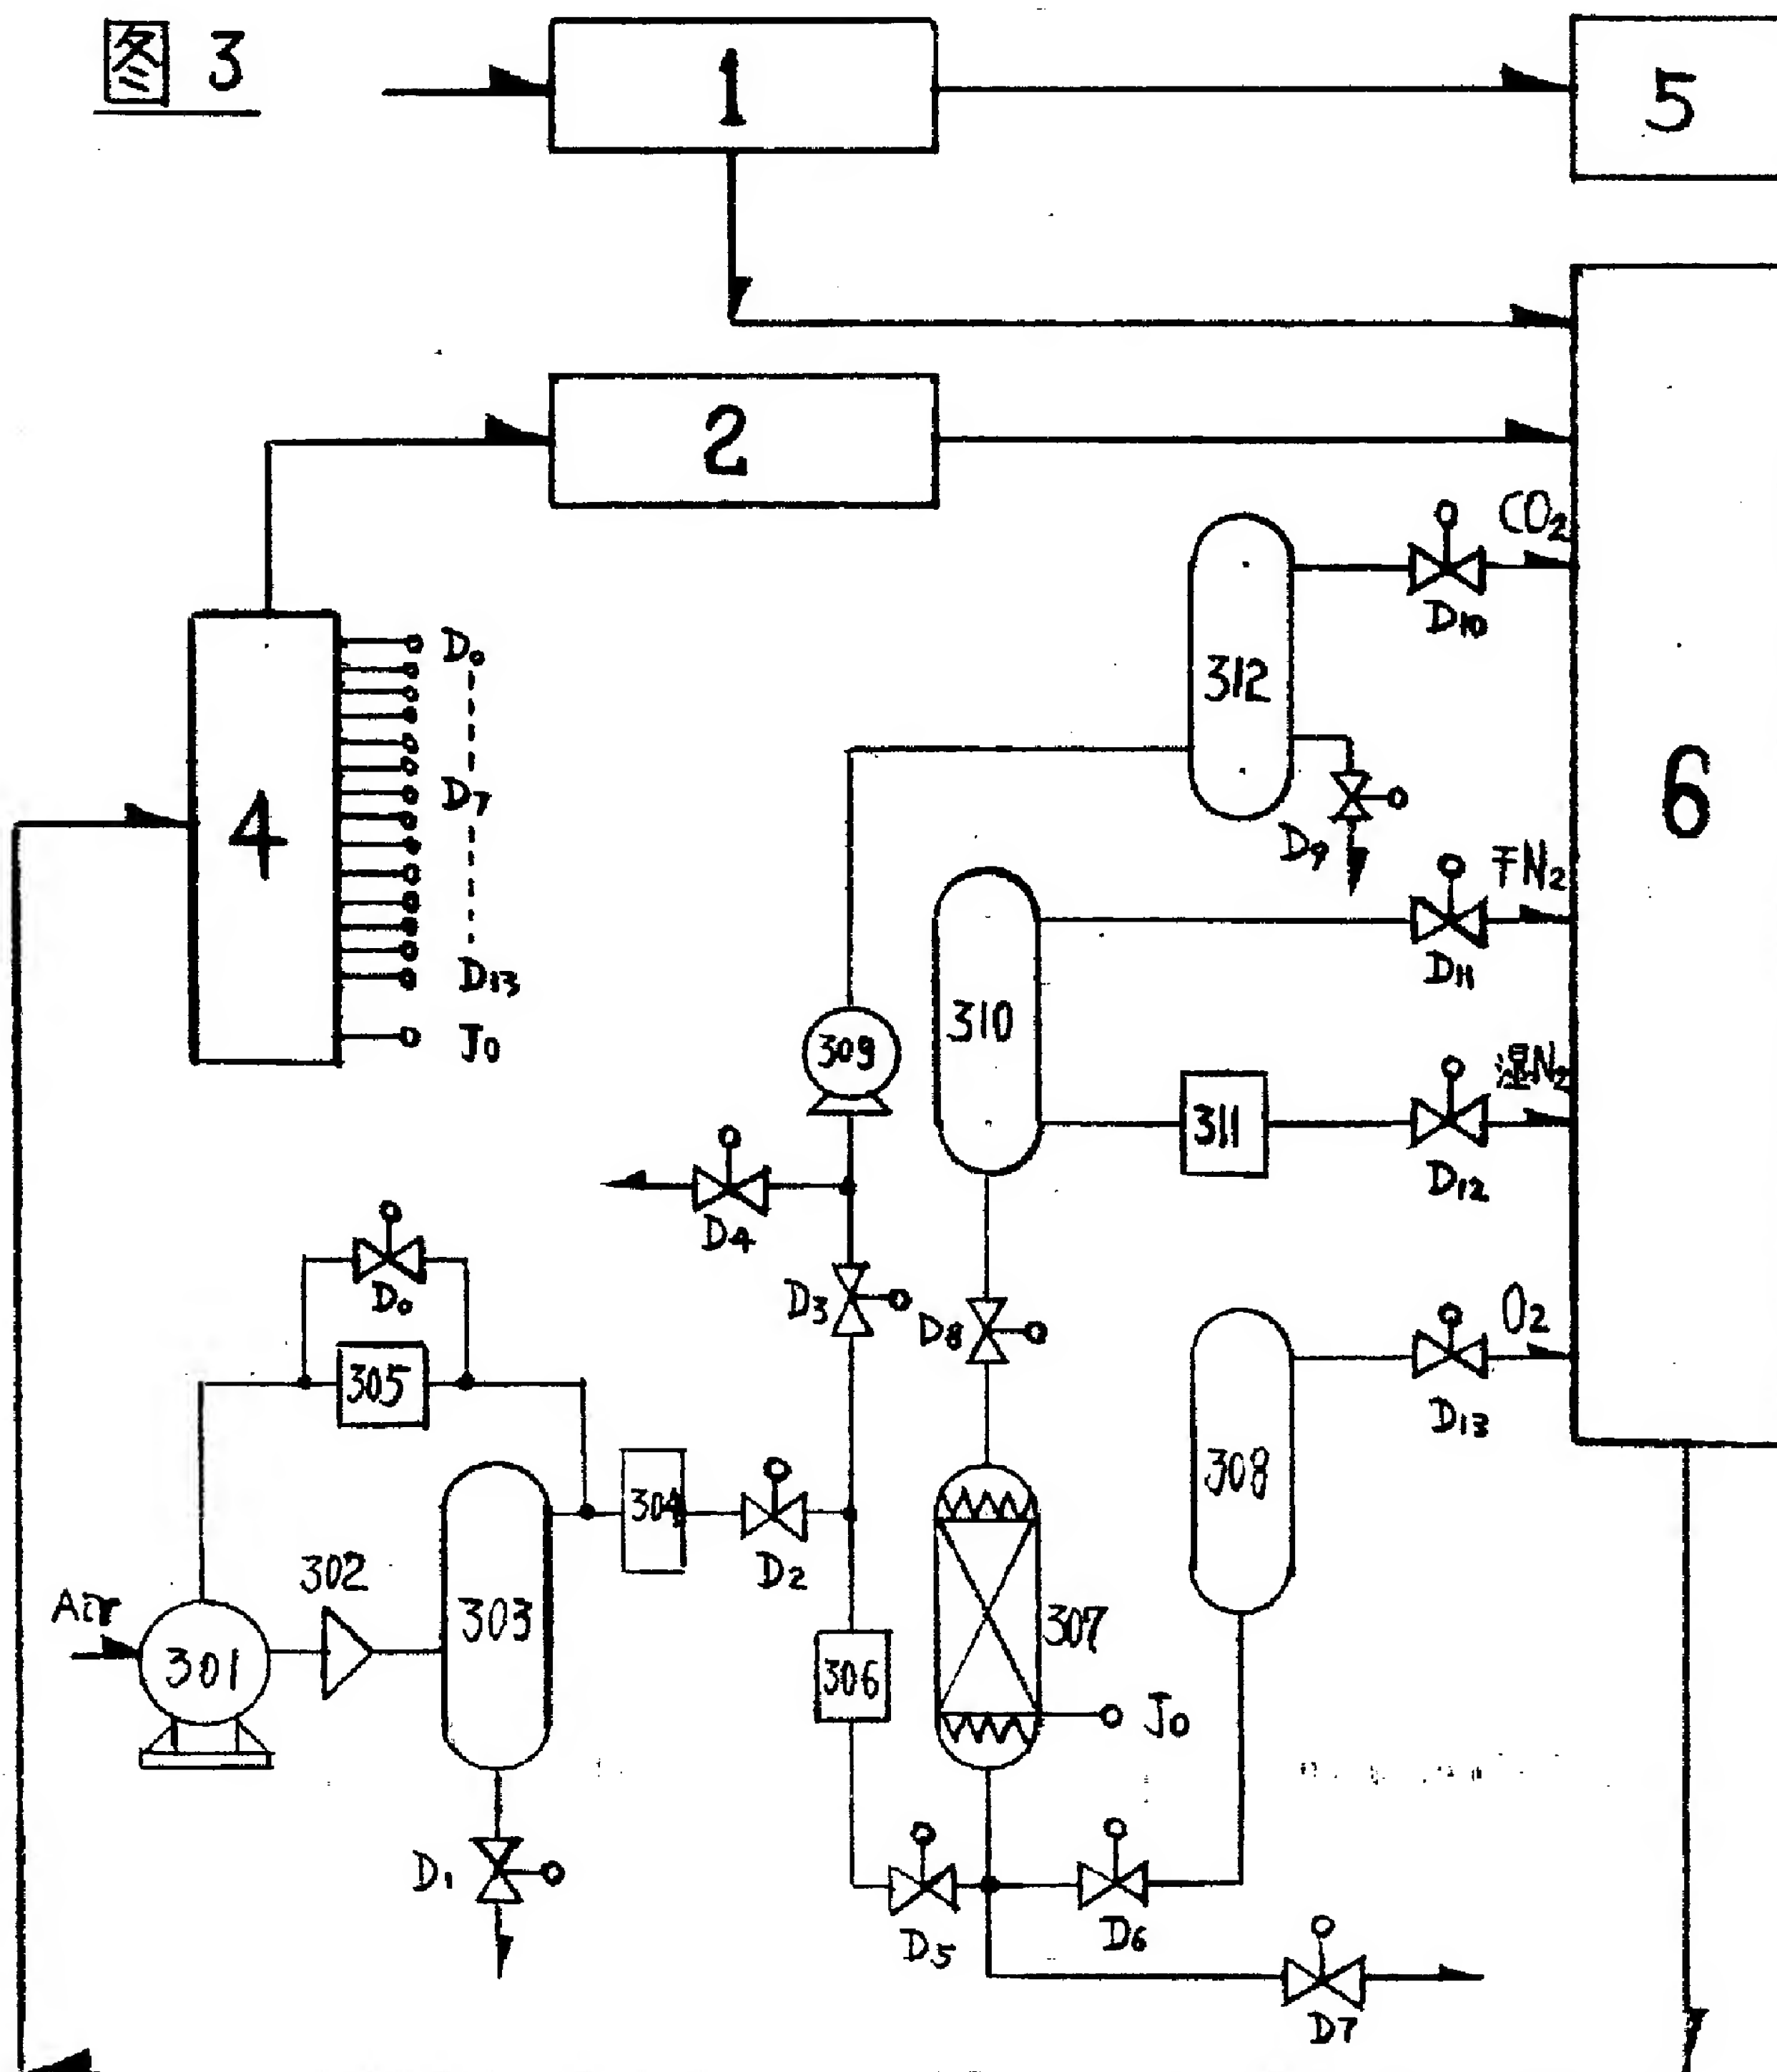 图 3
1
5
2
CO₂
D₁₀
D₀
312
4
D₇
6
D₉
干N₂
D₁₁
D₁₃
310
J₀
309
湿N₂
311
D₁₂
D₄
D₀
D₃
D₈
O₂
305
D₁₃
308
304
302
D₂
Air
303
301
306
307
J₀
D₁
D₅
D₆
D₇